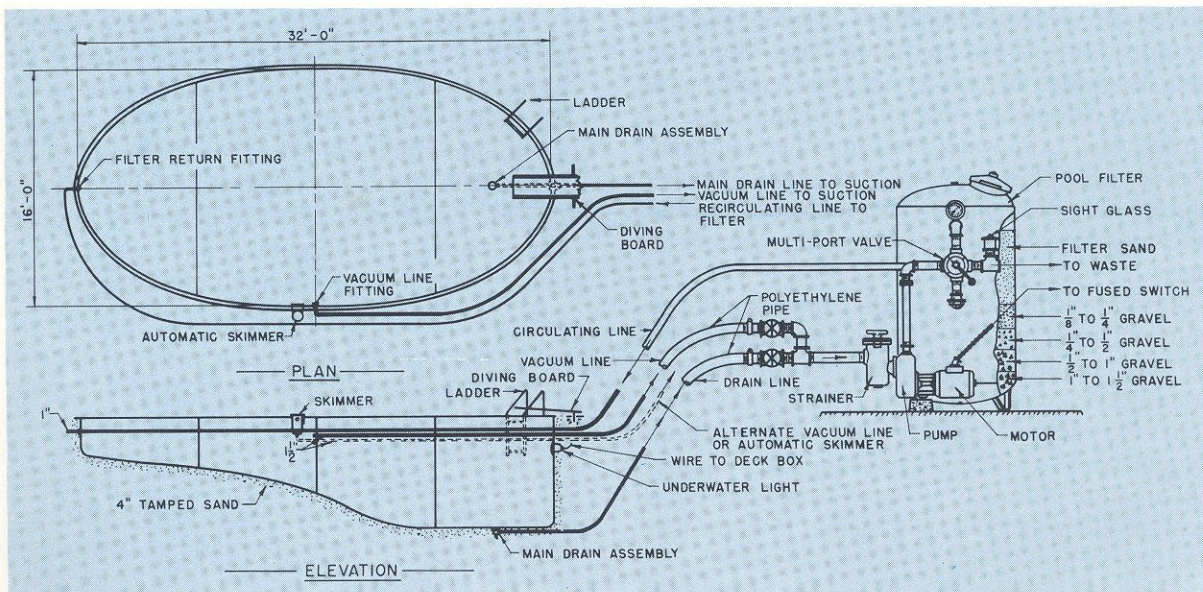 32'-0"
LADDER
MAIN DRAIN ASSEMBLY
FILTER RETURN FITTING
16'-0"
MAIN DRAIN LINE TO SUCTION
VACUUM LINE TO SUCTION
RECIRCULATING LINE TO
FILTER
DIVING
BOARD
VACUUM LINE
FITTING
AUTOMATIC SKIMMER
PLAN
POOL FILTER
SIGHT GLASS
MULTI-PORT VALVE
FILTER SAND
TO WASTE
TO FUSED SWITCH
1/8" TO 1/4" GRAVEL
1/4" TO 1/2" GRAVEL
1/2" TO 1" GRAVEL
1" TO 1 1/2" GRAVEL
POLYETHYLENE
PIPE
CIRCULATING LINE
VACUUM LINE
DRAIN LINE
STRAINER
PUMP
MOTOR
DIVING BOARD
LADDER
SKIMMER
1"
1 1/2"
ALTERNATE VACUUM LINE
OR AUTOMATIC SKIMMER
WIRE TO DECK BOX
UNDERWATER LIGHT
4" TAMPED SAND
MAIN DRAIN ASSEMBLY
ELEVATION